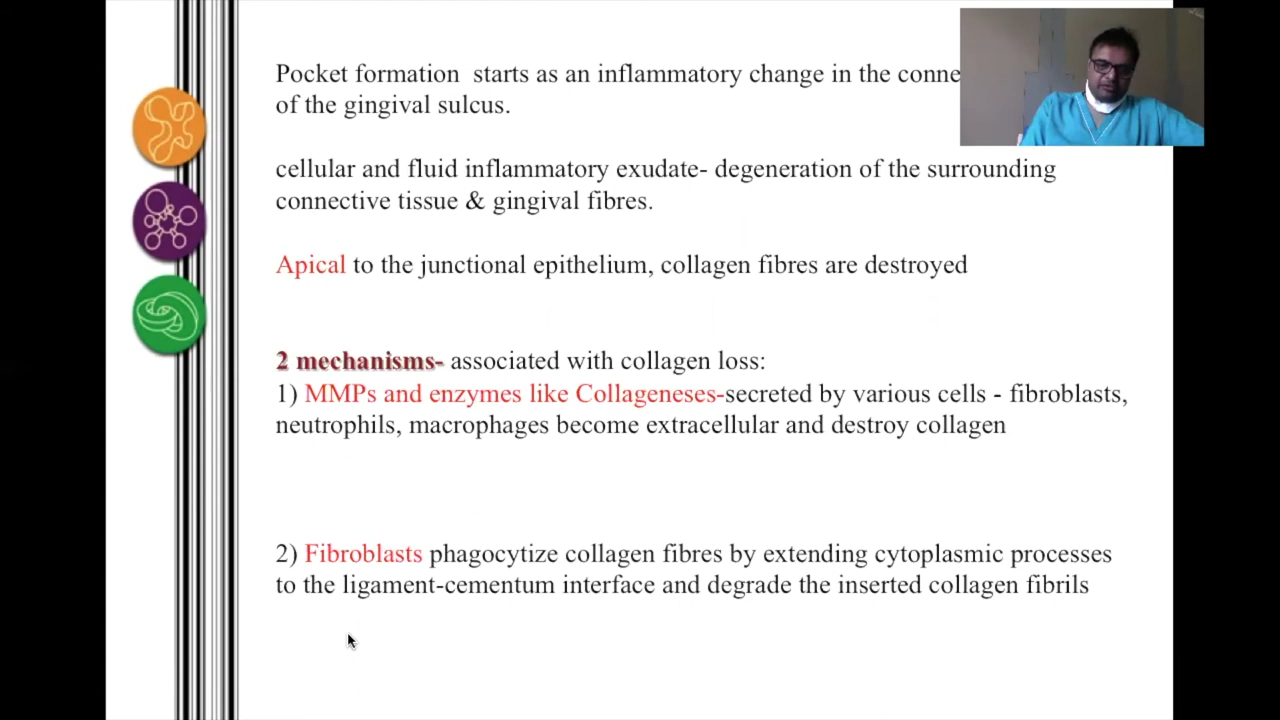 Pocket formation  starts as an inflammatory change in the conne
of the gingival sulcus.
cellular and fluid inflammatory exudate- degeneration of the surrounding
connective tissue & gingival fibres.
Apical to the junctional epithelium, collagen fibres are destroyed
2 mechanisms- associated with collagen loss:
1) MMPs and enzymes like Collageneses-secreted by various cells - fibroblasts,
neutrophils, macrophages become extracellular and destroy collagen
2) Fibroblasts phagocytize collagen fibres by extending cytoplasmic processes
to the ligament-cementum interface and degrade the inserted collagen fibrils